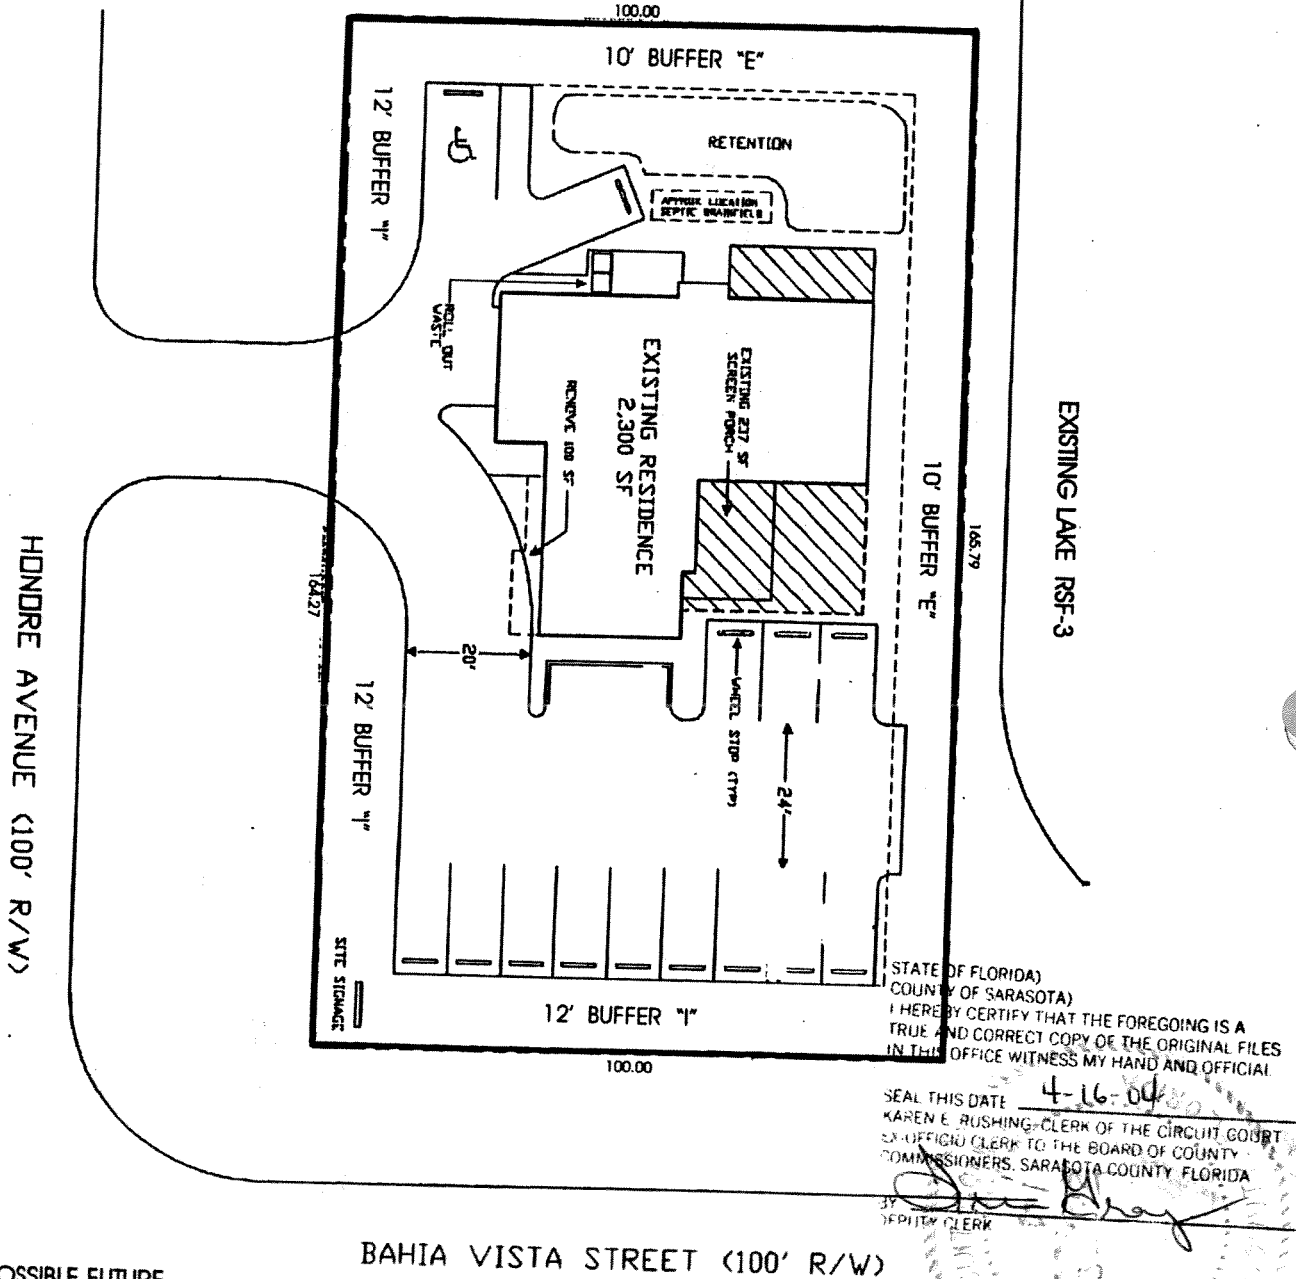 100.00
10' BUFFER "E"
12' BUFFER "I"
RETENTION
APPROX LOCATION
SEPTIC DRAINFIELD
ROLL OUT
WASTE
EXISTING RESIDENCE
2,300 SF
REMOVE 100 SF
EXISTING 237 SF
SCREEN PORCH
10' BUFFER "E"
165.79
EXISTING LAKE RSF-3
HONORE AVENUE (100' R/W)
164.27
20'
WHEEL STOP (TYP)
24'
12' BUFFER "I"
SITE SIGNAGE
12' BUFFER "I"
100.00
STATE OF FLORIDA)
COUNTY OF SARASOTA)
I HEREBY CERTIFY THAT THE FOREGOING IS A
TRUE AND CORRECT COPY OF THE ORIGINAL FILES
IN THIS OFFICE WITNESS MY HAND AND OFFICIAL
SEAL THIS DATE 4-16-04
KAREN E. RUSHING, CLERK OF THE CIRCUIT COURT
EX-OFFICIO CLERK TO THE BOARD OF COUNTY
COMMISSIONERS, SARASOTA COUNTY FLORIDA
BY
DEPUTY CLERK
BAHIA VISTA STREET (100' R/W)
OSSIBLE FUTURE